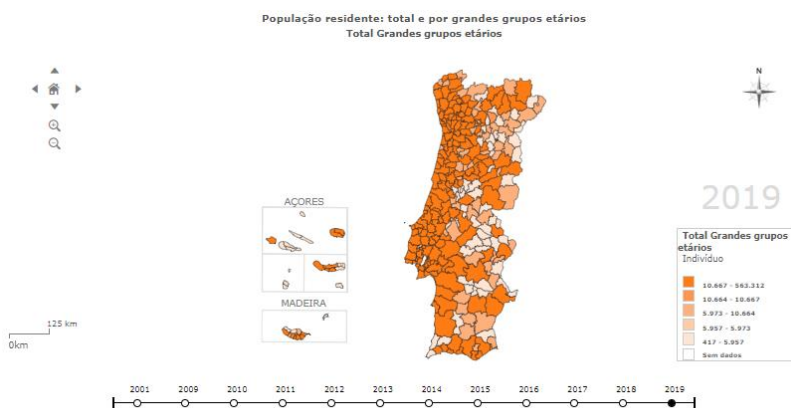 População residente: total e por grandes grupos etários
Total Grandes grupos etários
N
2019
AÇORES
MADEIRA
Total Grandes grupos
etários
Indivíduo
10.667 - 563.312
10.664 - 10.667
5.973 - 10.664
5.957 - 5.973
417 - 5.957
Sem dados
125 km
0km
2001 2009 2010 2011 2012 2013 2014 2015 2016 2017 2018 2019